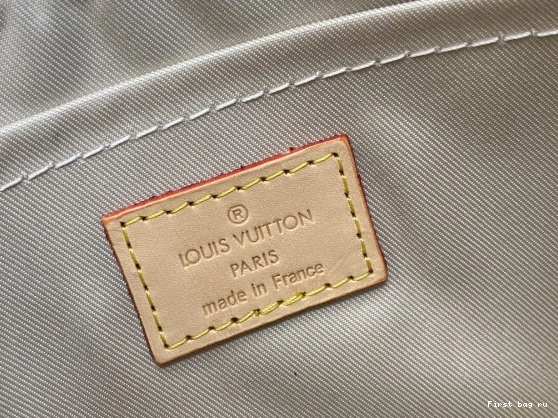 ®
LOUIS VUITTON
PARIS
made in France
First bag ru